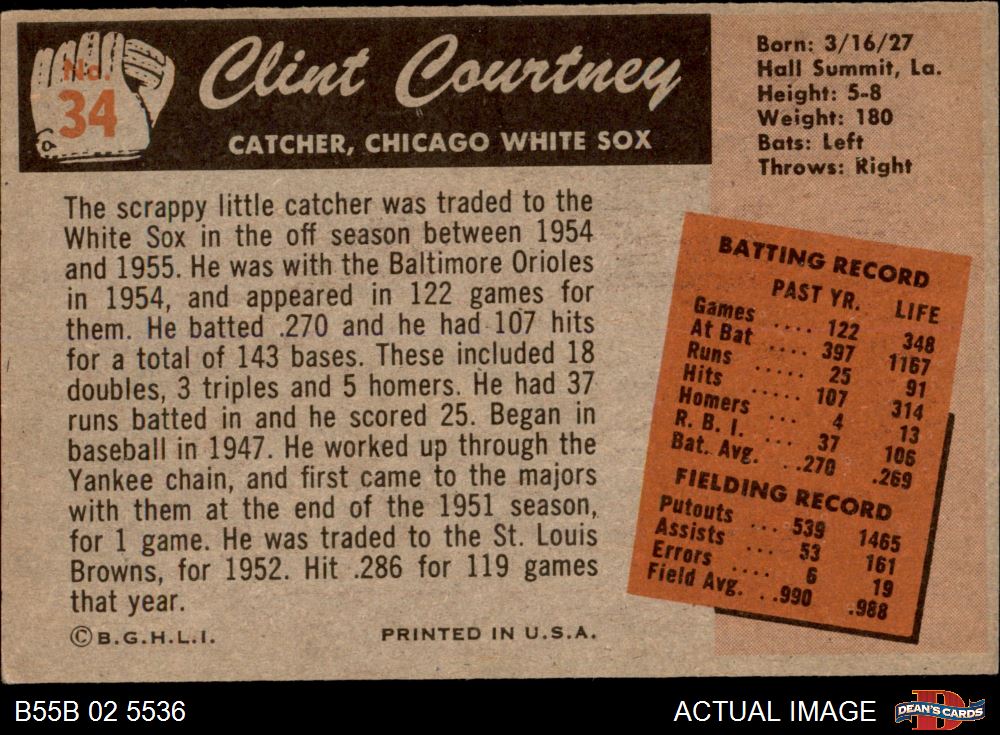 No.
34
Clint Courtney
CATCHER, CHICAGO WHITE SOX
Born: 3/16/27
Hall Summit, La.
Height: 5-8
Weight: 180
Bats: Left
Throws: Right
The scrappy little catcher was traded to the
White Sox in the off season between 1954
and 1955. He was with the Baltimore Orioles
in 1954, and appeared in 122 games for
them. He batted .270 and he had 107 hits
for a total of 143 bases. These included 18
doubles, 3 triples and 5 homers. He had 37
runs batted in and he scored 25. Began in
baseball in 1947. He worked up through the
Yankee chain, and first came to the majors
with them at the end of the 1951 season,
for 1 game. He was traded to the St. Louis
Browns, for 1952. Hit .286 for 119 games
that year.
©B.G.H.L.I. PRINTED IN U.S.A.
BATTING RECORD
PAST YR. LIFE
Games .... 122 348
At Bat .... 397 1167
Runs ..... 25 91
Hits ..... 107 314
Homers .... 4 13
R. B. I. ... 37 106
Bat. Avg. ...270 .269
FIELDING RECORD
Putouts ... 539 1465
Assists ... 53 161
Errors .... 6 19
Field Avg. ...990 .988
B55B 02 5536
ACTUAL IMAGE
D
DEAN'S CARDS